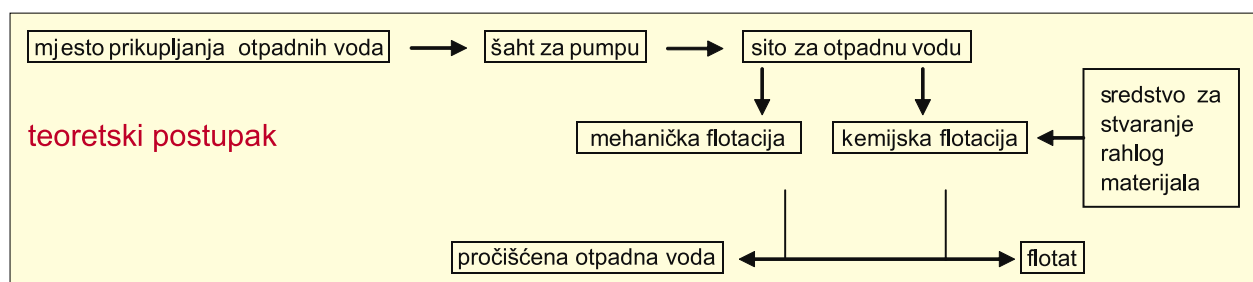 mjesto prikupljanja otpadnih voda
šaht za pumpu
sito za otpadnu vodu
sredstvo za
stvaranje
rahlog
materijala
teoretski postupak
mehanička flotacija
kemijska flotacija
pročišćena otpadna voda
flotat